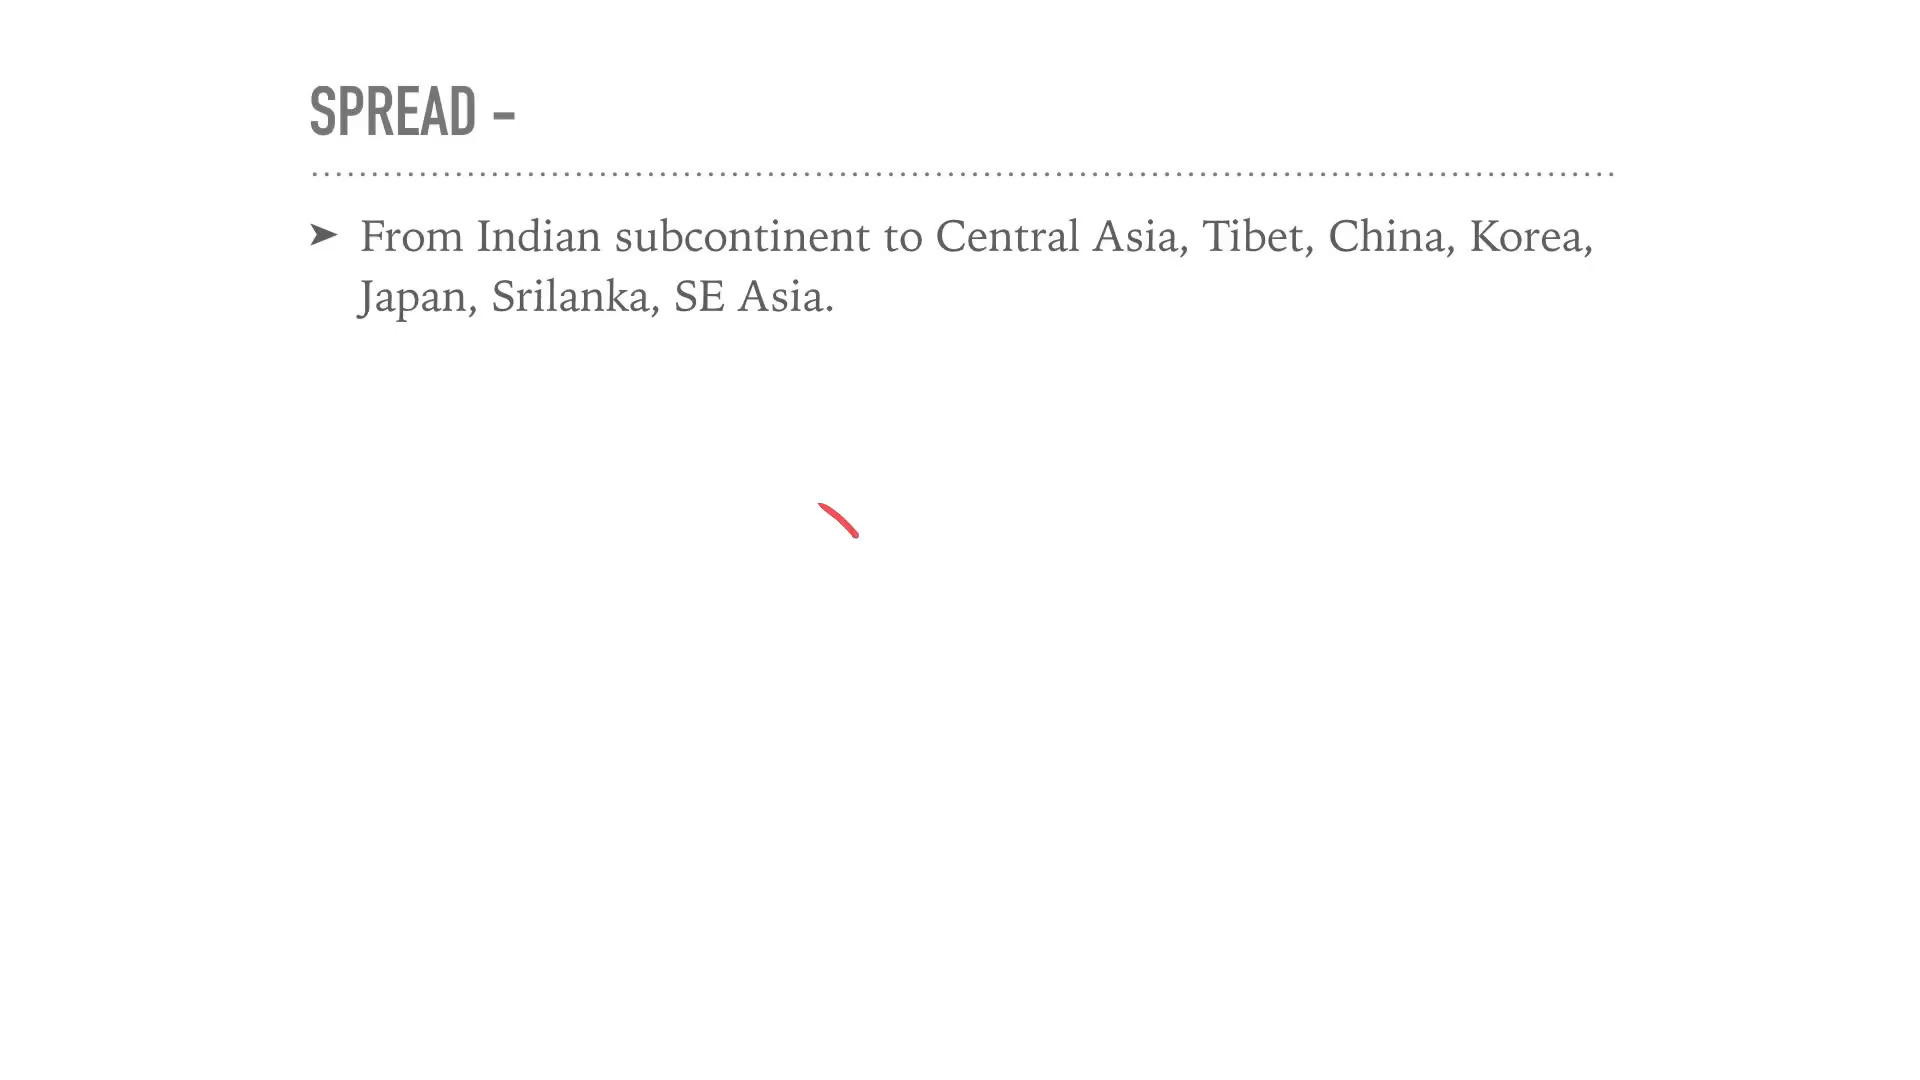 SPREAD –
➤ From Indian subcontinent to Central Asia, Tibet, China, Korea,
Japan, Srilanka, SE Asia.